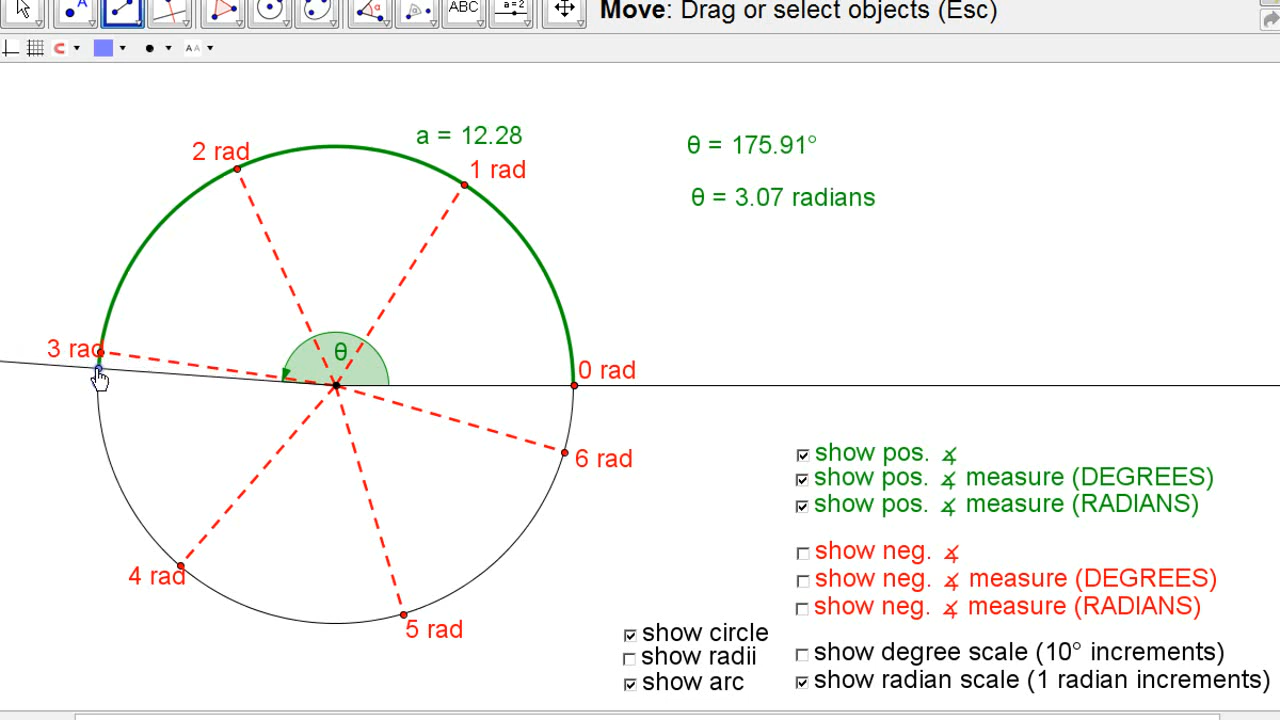 A ABC a=2
Move: Drag or select objects (Esc)
A A
a = 12.28
2 rad
1 rad
θ = 175.91°
θ = 3.07 radians
3 rad
θ
0 rad
6 rad
4 rad
5 rad
show pos. ∡
show pos. ∡ measure (DEGREES)
show pos. ∡ measure (RADIANS)
show neg. ∡
show neg. ∡ measure (DEGREES)
show neg. ∡ measure (RADIANS)
show circle
show radii
show arc
show degree scale (10° increments)
show radian scale (1 radian increments)